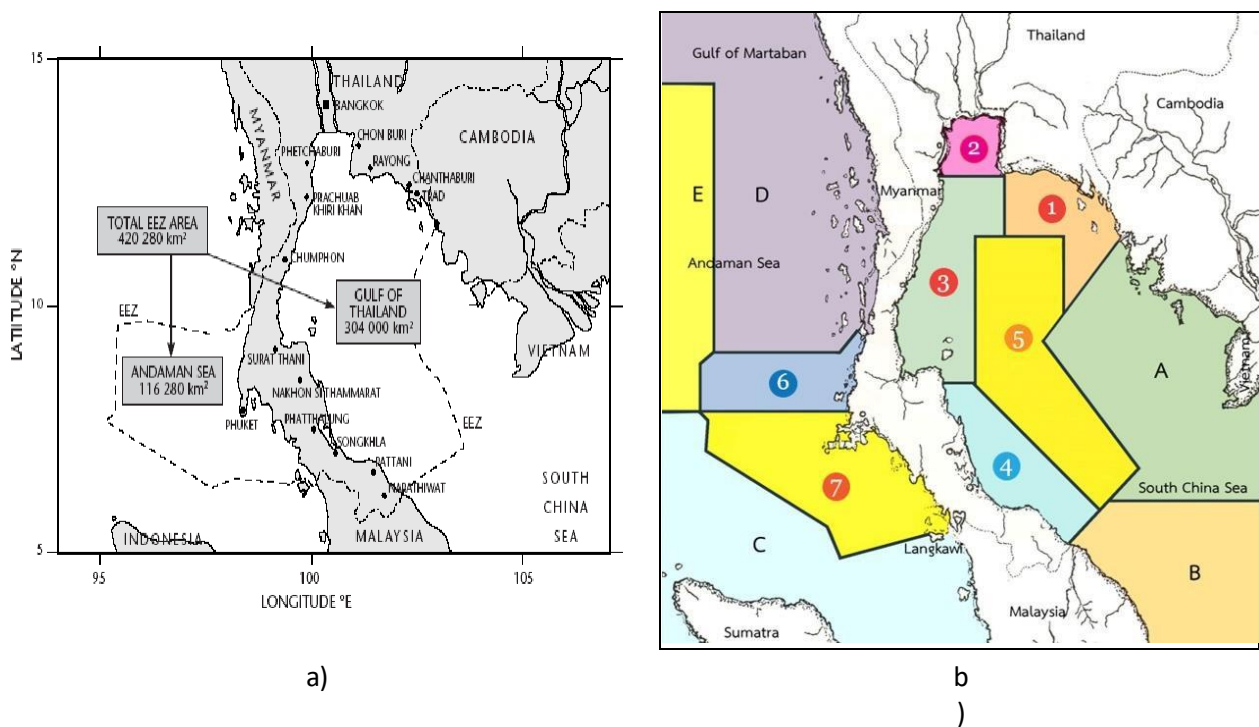 15
10
5
LATITUDE °N
95
100
105
LONGITUDE °E
THAILAND
BANGKOK
MYANMAR
CHON BURI
PHETCHABURI
RAYONG
CAMBODIA
CHANTHABURI
TRAD
PRACHUAB
KHIRI KHAN
TOTAL EEZ AREA
420 280 km²
CHUMPHON
EEZ
GULF OF
THAILAND
304 000 km²
VIETNAM
SURAT THANI
ANDAMAN SEA
116 280 km²
NAKHON SI THAMMARAT
PHUKET
PHATTHALUNG
EEZ
SONGKHLA
PATTANI
NARATHIWAT
SOUTH
CHINA
SEA
INDONESIA
MALAYSIA
a)
Thailand
Gulf of Martaban
Cambodia
2
E
D
Myanmar
1
Andaman Sea
3
5
Vietnam
A
6
4
7
South China Sea
C
Langkawi
B
Malaysia
Sumatra
b
)